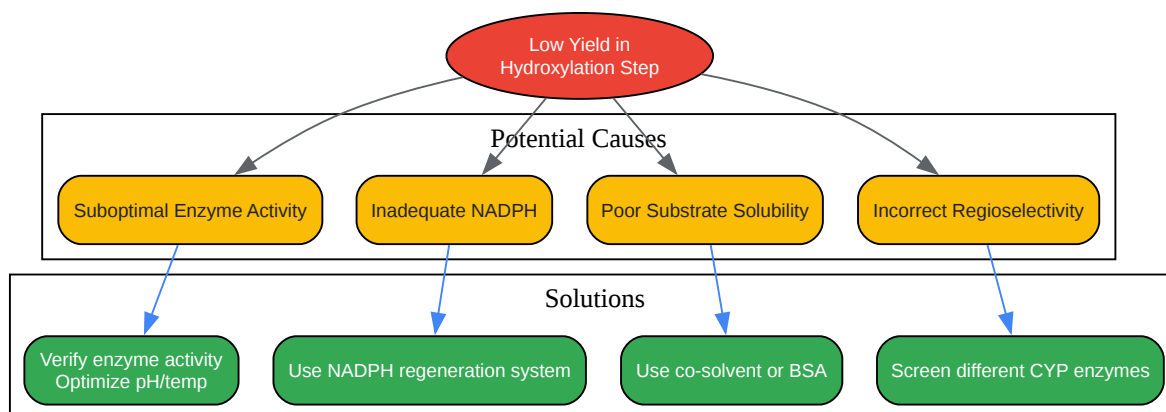 Low Yield in
Hydroxylation Step
Potential Causes
Suboptimal Enzyme Activity
Inadequate NADPH
Poor Substrate Solubility
Incorrect Regioselectivity
Solutions
Verify enzyme activity
Optimize pH/temp
Use NADPH regeneration system
Use co-solvent or BSA
Screen different CYP enzymes